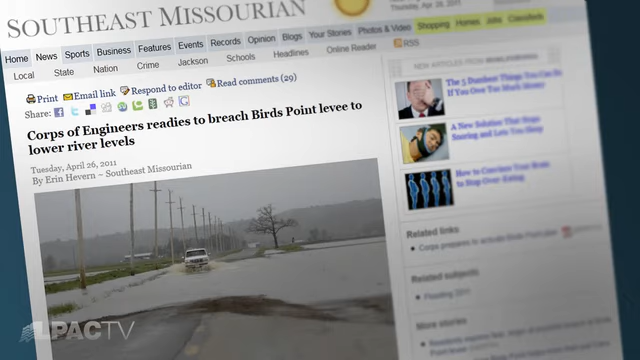 SOUTHEAST MISSOURIAN
Thursday
Apr 28, 2011
Home News Sports Business Features Events Records Opinion Blogs Your Stories Photos & Video Shopping Homes Jobs Classifieds
Local State Nation Crime Jackson Schools Headlines Online Reader RSS
Print Email link Respond to editor Read comments (29)
Share:
Corps of Engineers readies to breach Birds Point levee to
lower river levels
Tuesday, April 26, 2011
By Erin Hevern ~ Southeast Missourian
NEW ARTICLES FROM
The 5 Dumbest Things You Can Do
If You Owe Too Much Money
A New Solution That Stops
Snoring and Lets You Sleep
How to Convince Your Brain
to Stop Over-Eating
Related links
Corps prepares to activate Birds Point plan
Related subjects
Flooding 2011
More stories
LPACTV